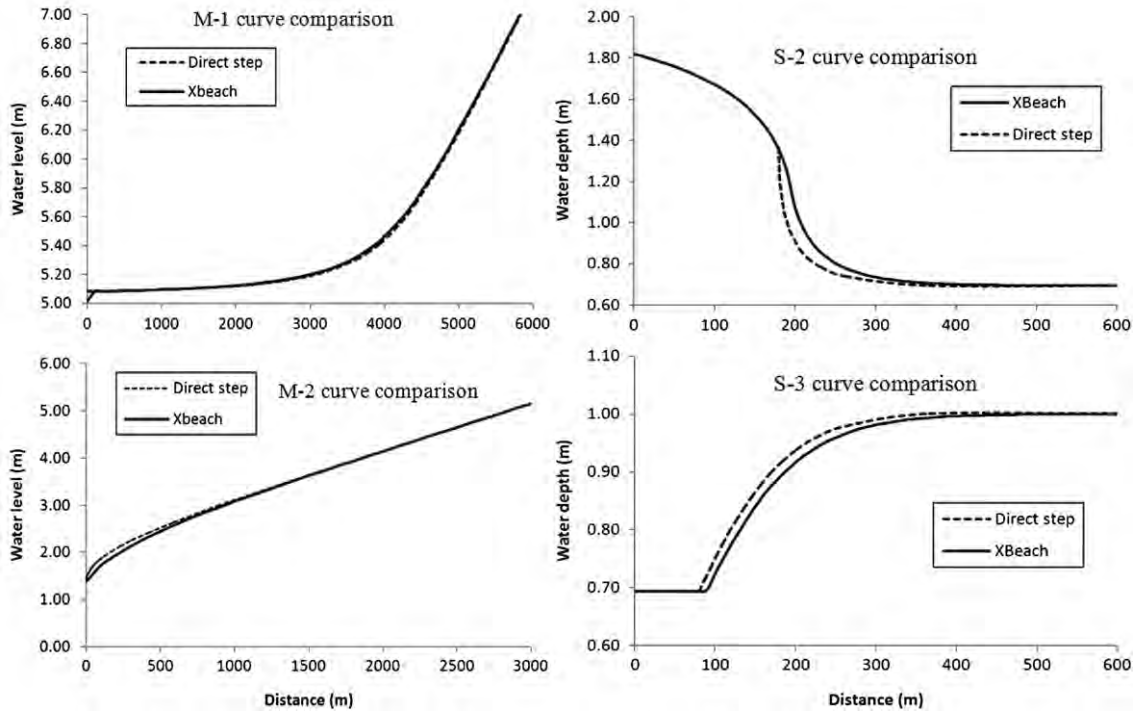 M-1 curve comparison
7.00
6.80
6.60
6.40
6.20
6.00
5.80
5.60
5.40
5.20
5.00
Water level (m)
Direct step
Xbeach
0 1000 2000 3000 4000 5000 6000
S-2 curve comparison
2.00
1.80
1.60
1.40
1.20
1.00
0.80
0.60
Water depth (m)
XBeach
Direct step
0 100 200 300 400 500 600
M-2 curve comparison
6.00
5.00
4.00
3.00
2.00
1.00
0.00
Water level (m)
Direct step
Xbeach
0 500 1000 1500 2000 2500 3000
Distance (m)
S-3 curve comparison
1.10
1.00
0.90
0.80
0.70
0.60
Water depth (m)
Direct step
XBeach
0 100 200 300 400 500 600
Distance (m)